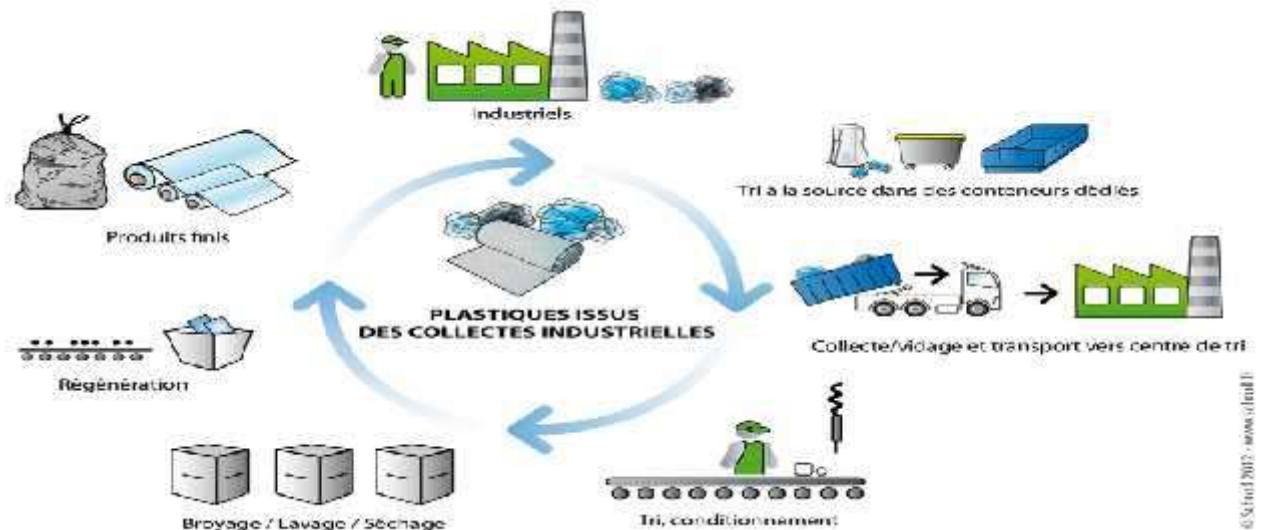 Industriels
Tri à la source dans des conteneurs dédiés
Collecte/vidage et transport vers centre de tri
Tri, conditionnement
Broyage / Lavage / Séchage
Régénération
Produits finis
PLASTIQUES ISSUS
DES COLLECTES INDUSTRIELLES